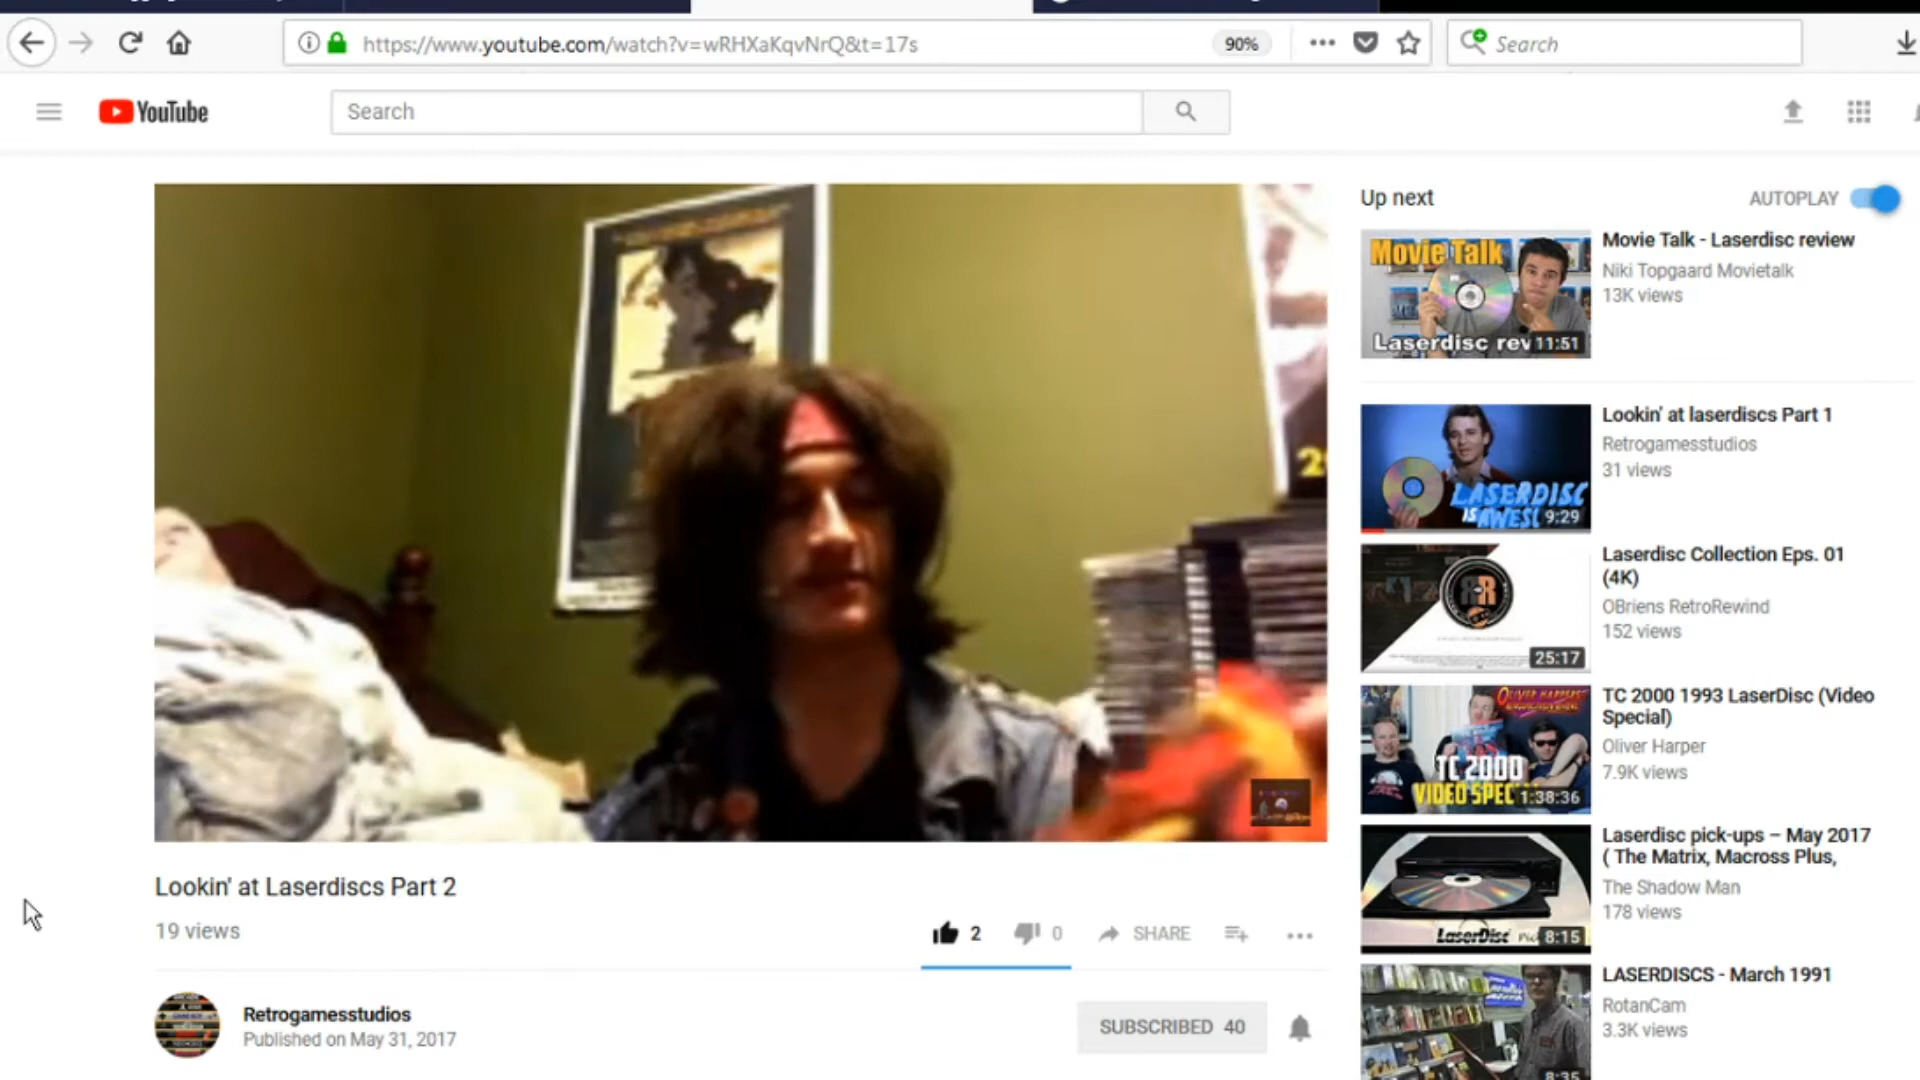 https://www.youtube.com/watch?v=wRHXaKqvNrQ&t=17s
90%
Search
YouTube
Search
Up next
AUTOPLAY
Movie Talk
Laserdisc rev
11:51
Movie Talk - Laserdisc review
Niki Topgaard Movietalk
13K views
LASERDISC
IS AWES
9:29
Lookin' at laserdiscs Part 1
Retrogamesstudios
31 views
RR
25:17
Laserdisc Collection Eps. 01
(4K)
OBriens RetroRewind
152 views
OLIVER HARPER'S
TC 2000
VIDEO SPEC
1:38:36
TC 2000 1993 LaserDisc (Video
Special)
Oliver Harper
7.9K views
LaserDisc
8:15
Laserdisc pick-ups – May 2017
( The Matrix, Macross Plus,
The Shadow Man
178 views
8:35
LASERDISCS - March 1991
RotanCam
3.3K views
2
Lookin' at Laserdiscs Part 2
19 views
2
0
SHARE
Retrogamesstudios
Published on May 31, 2017
SUBSCRIBED 40